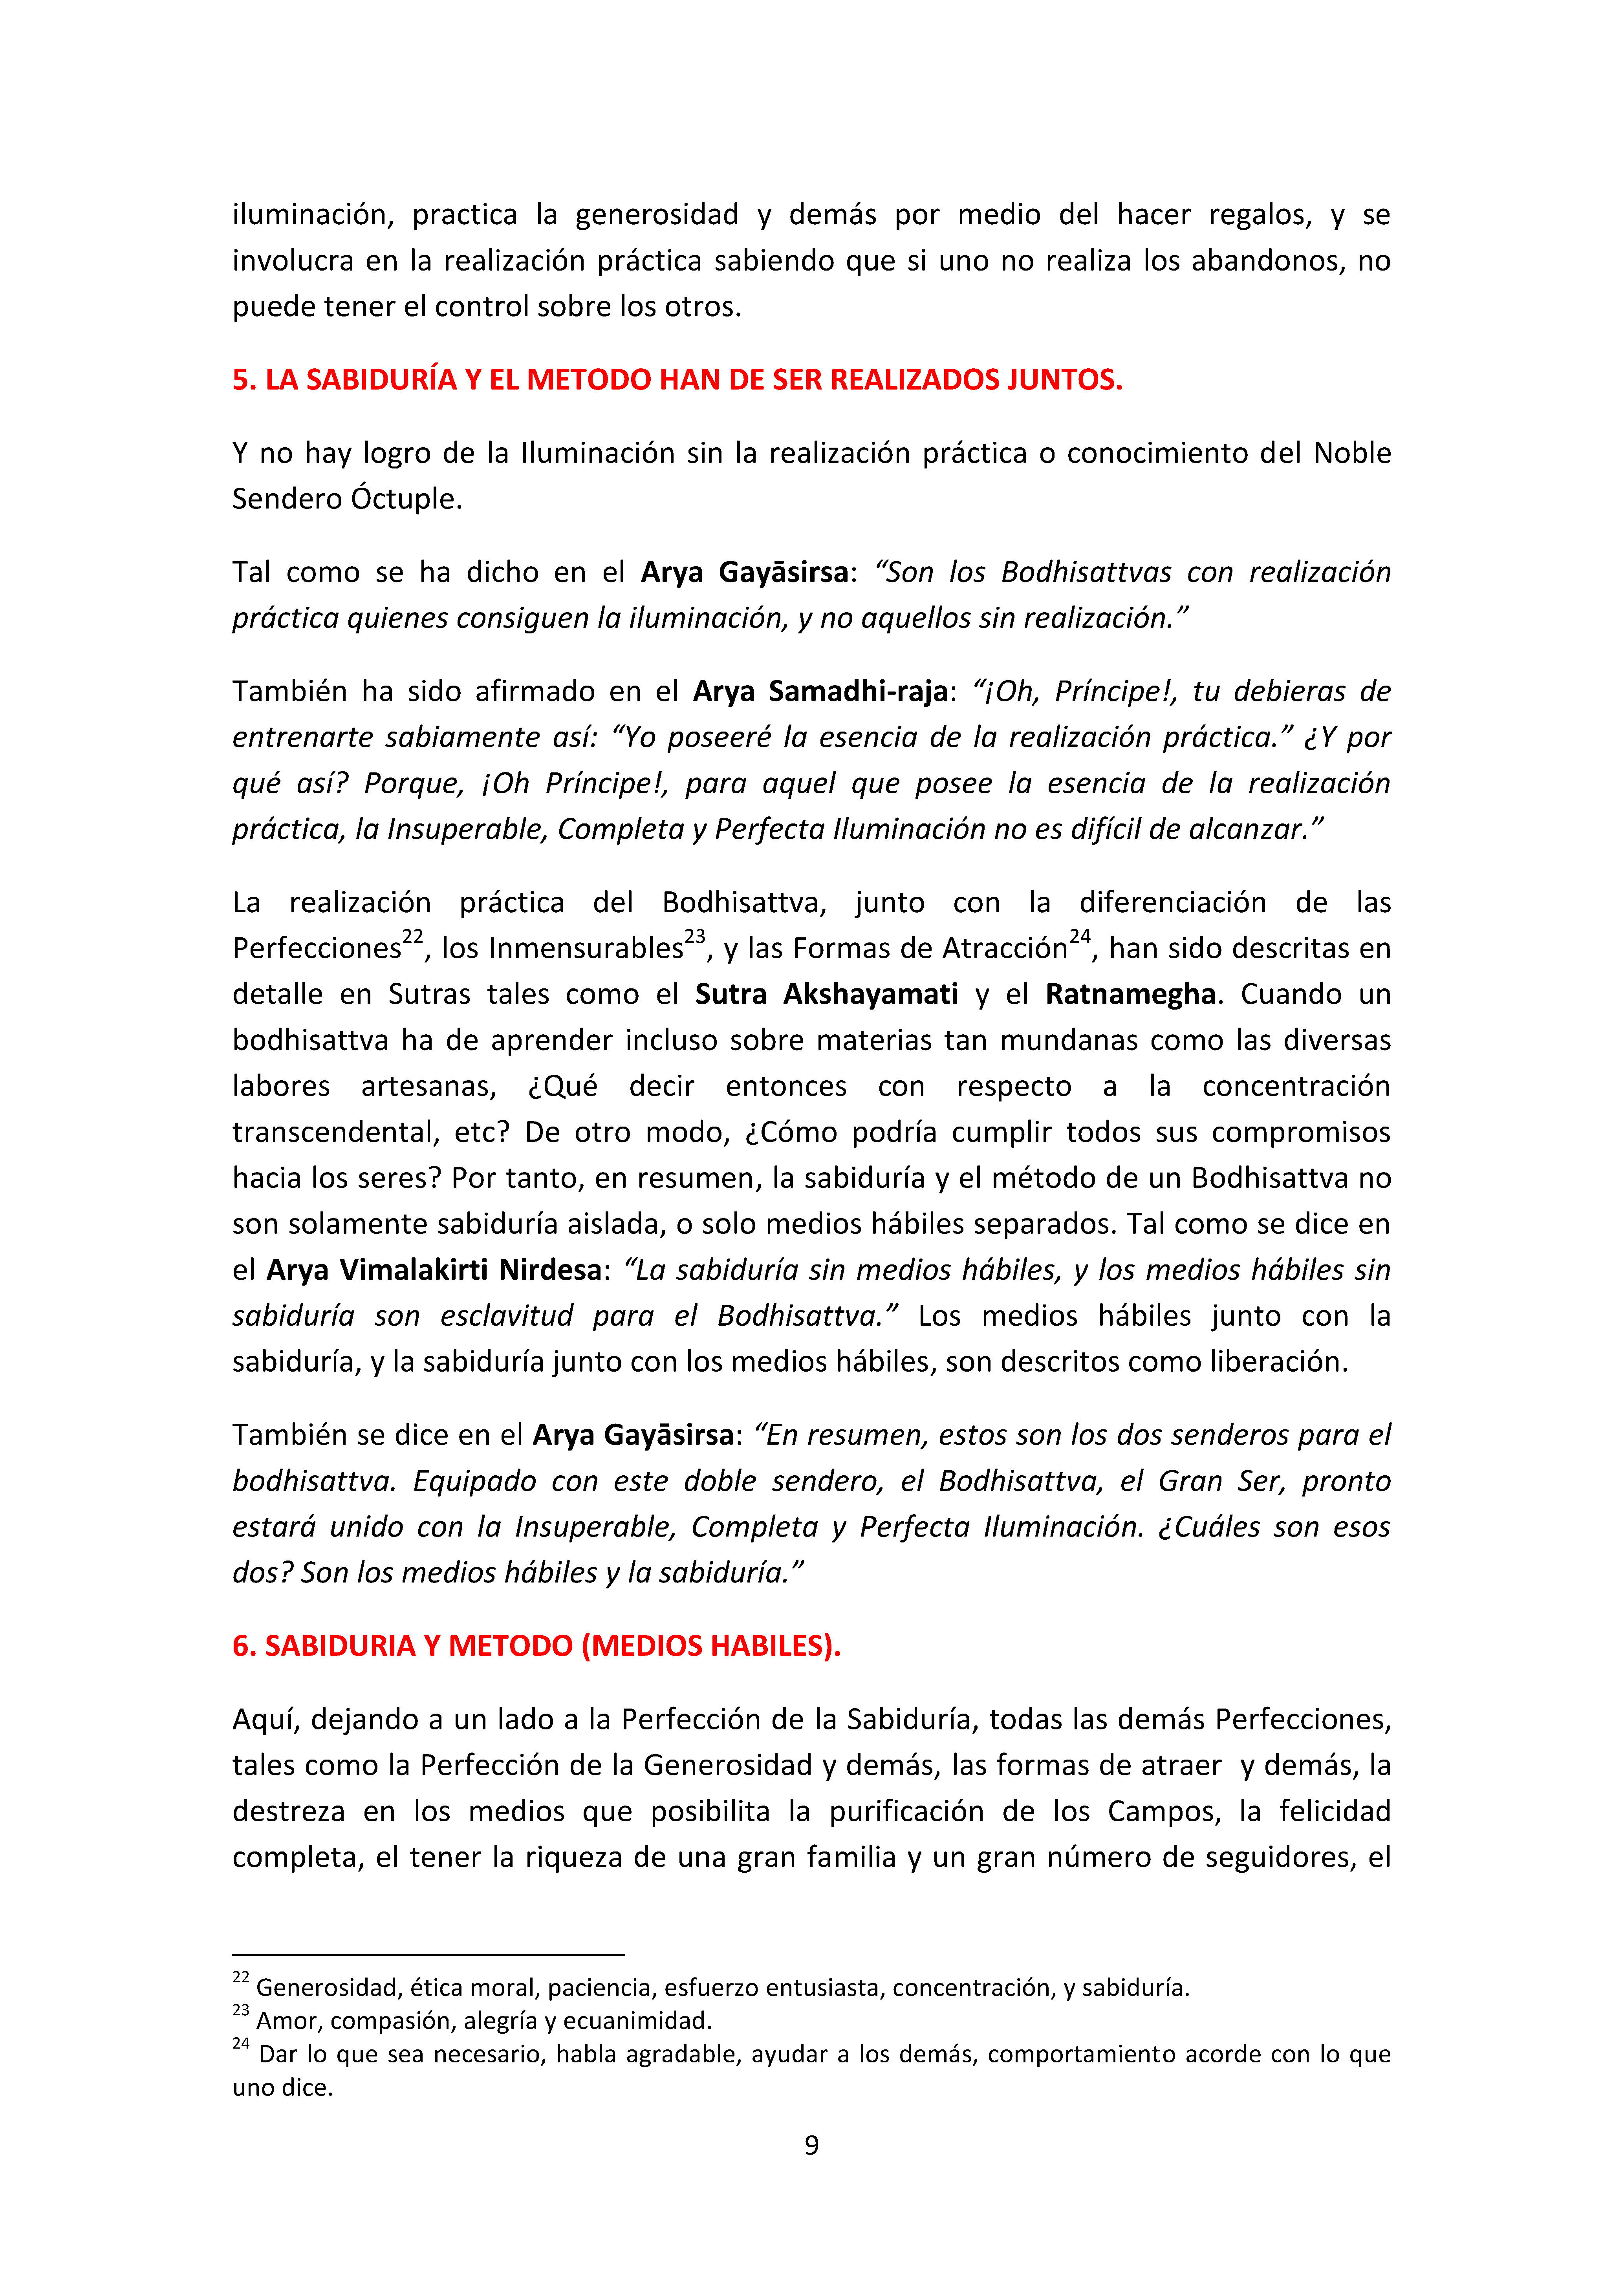 iluminación, practica la generosidad y demás por medio del hacer regalos, y se
involucra en la realización práctica sabiendo que si uno no realiza los abandonos, no
puede tener el control sobre los otros.
5. LA SABIDURÍA Y EL METODO HAN DE SER REALIZADOS JUNTOS.
Y no hay logro de la Iluminación sin la realización práctica o conocimiento del Noble
Sendero Óctuple.
Tal como se ha dicho en el Arya Gayāsirsa: “Son los Bodhisattvas con realización
práctica quienes consiguen la iluminación, y no aquellos sin realización.”
También ha sido afirmado en el Arya Samadhi-raja: “¡Oh, Príncipe!, tu debieras de
entrenarte sabiamente así: “Yo poseeré la esencia de la realización práctica.” ¿Y por
qué así? Porque, ¡Oh Príncipe!, para aquel que posee la esencia de la realización
práctica, la Insuperable, Completa y Perfecta Iluminación no es difícil de alcanzar.”
La realización práctica del Bodhisattva, junto con la diferenciación de las
Perfecciones22, los Inmensurables23, y las Formas de Atracción24, han sido descritas en
detalle en Sutras tales como el Sutra Akshayamati y el Ratnamegha. Cuando un
bodhisattva ha de aprender incluso sobre materias tan mundanas como las diversas
labores artesanas, ¿Qué decir entonces con respecto a la concentración
transcendental, etc? De otro modo, ¿Cómo podría cumplir todos sus compromisos
hacia los seres? Por tanto, en resumen, la sabiduría y el método de un Bodhisattva no
son solamente sabiduría aislada, o solo medios hábiles separados. Tal como se dice en
el Arya Vimalakirti Nirdesa: “La sabiduría sin medios hábiles, y los medios hábiles sin
sabiduría son esclavitud para el Bodhisattva.” Los medios hábiles junto con la
sabiduría, y la sabiduría junto con los medios hábiles, son descritos como liberación.
También se dice en el Arya Gayāsirsa: “En resumen, estos son los dos senderos para el
bodhisattva. Equipado con este doble sendero, el Bodhisattva, el Gran Ser, pronto
estará unido con la Insuperable, Completa y Perfecta Iluminación. ¿Cuáles son esos
dos? Son los medios hábiles y la sabiduría.”
6. SABIDURIA Y METODO (MEDIOS HABILES).
Aquí, dejando a un lado a la Perfección de la Sabiduría, todas las demás Perfecciones,
tales como la Perfección de la Generosidad y demás, las formas de atraer  y demás, la
destreza en los medios que posibilita la purificación de los Campos, la felicidad
completa, el tener la riqueza de una gran familia y un gran número de seguidores, el
22 Generosidad, ética moral, paciencia, esfuerzo entusiasta, concentración, y sabiduría.
23 Amor, compasión, alegría y ecuanimidad.
24 Dar lo que sea necesario, habla agradable, ayudar a los demás, comportamiento acorde con lo que
uno dice.
9